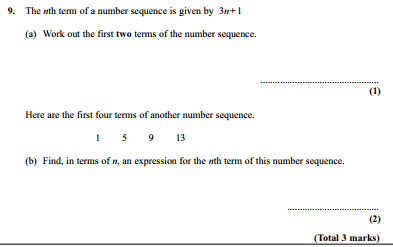 9. The nth term of a number sequence is given by 3n+1
(a) Work out the first two terms of the number sequence.
(1)
Here are the first four terms of another number sequence.
1 5 9 13
(b) Find, in terms of n, an expression for the nth term of this number sequence.
(2)
(Total 3 marks)